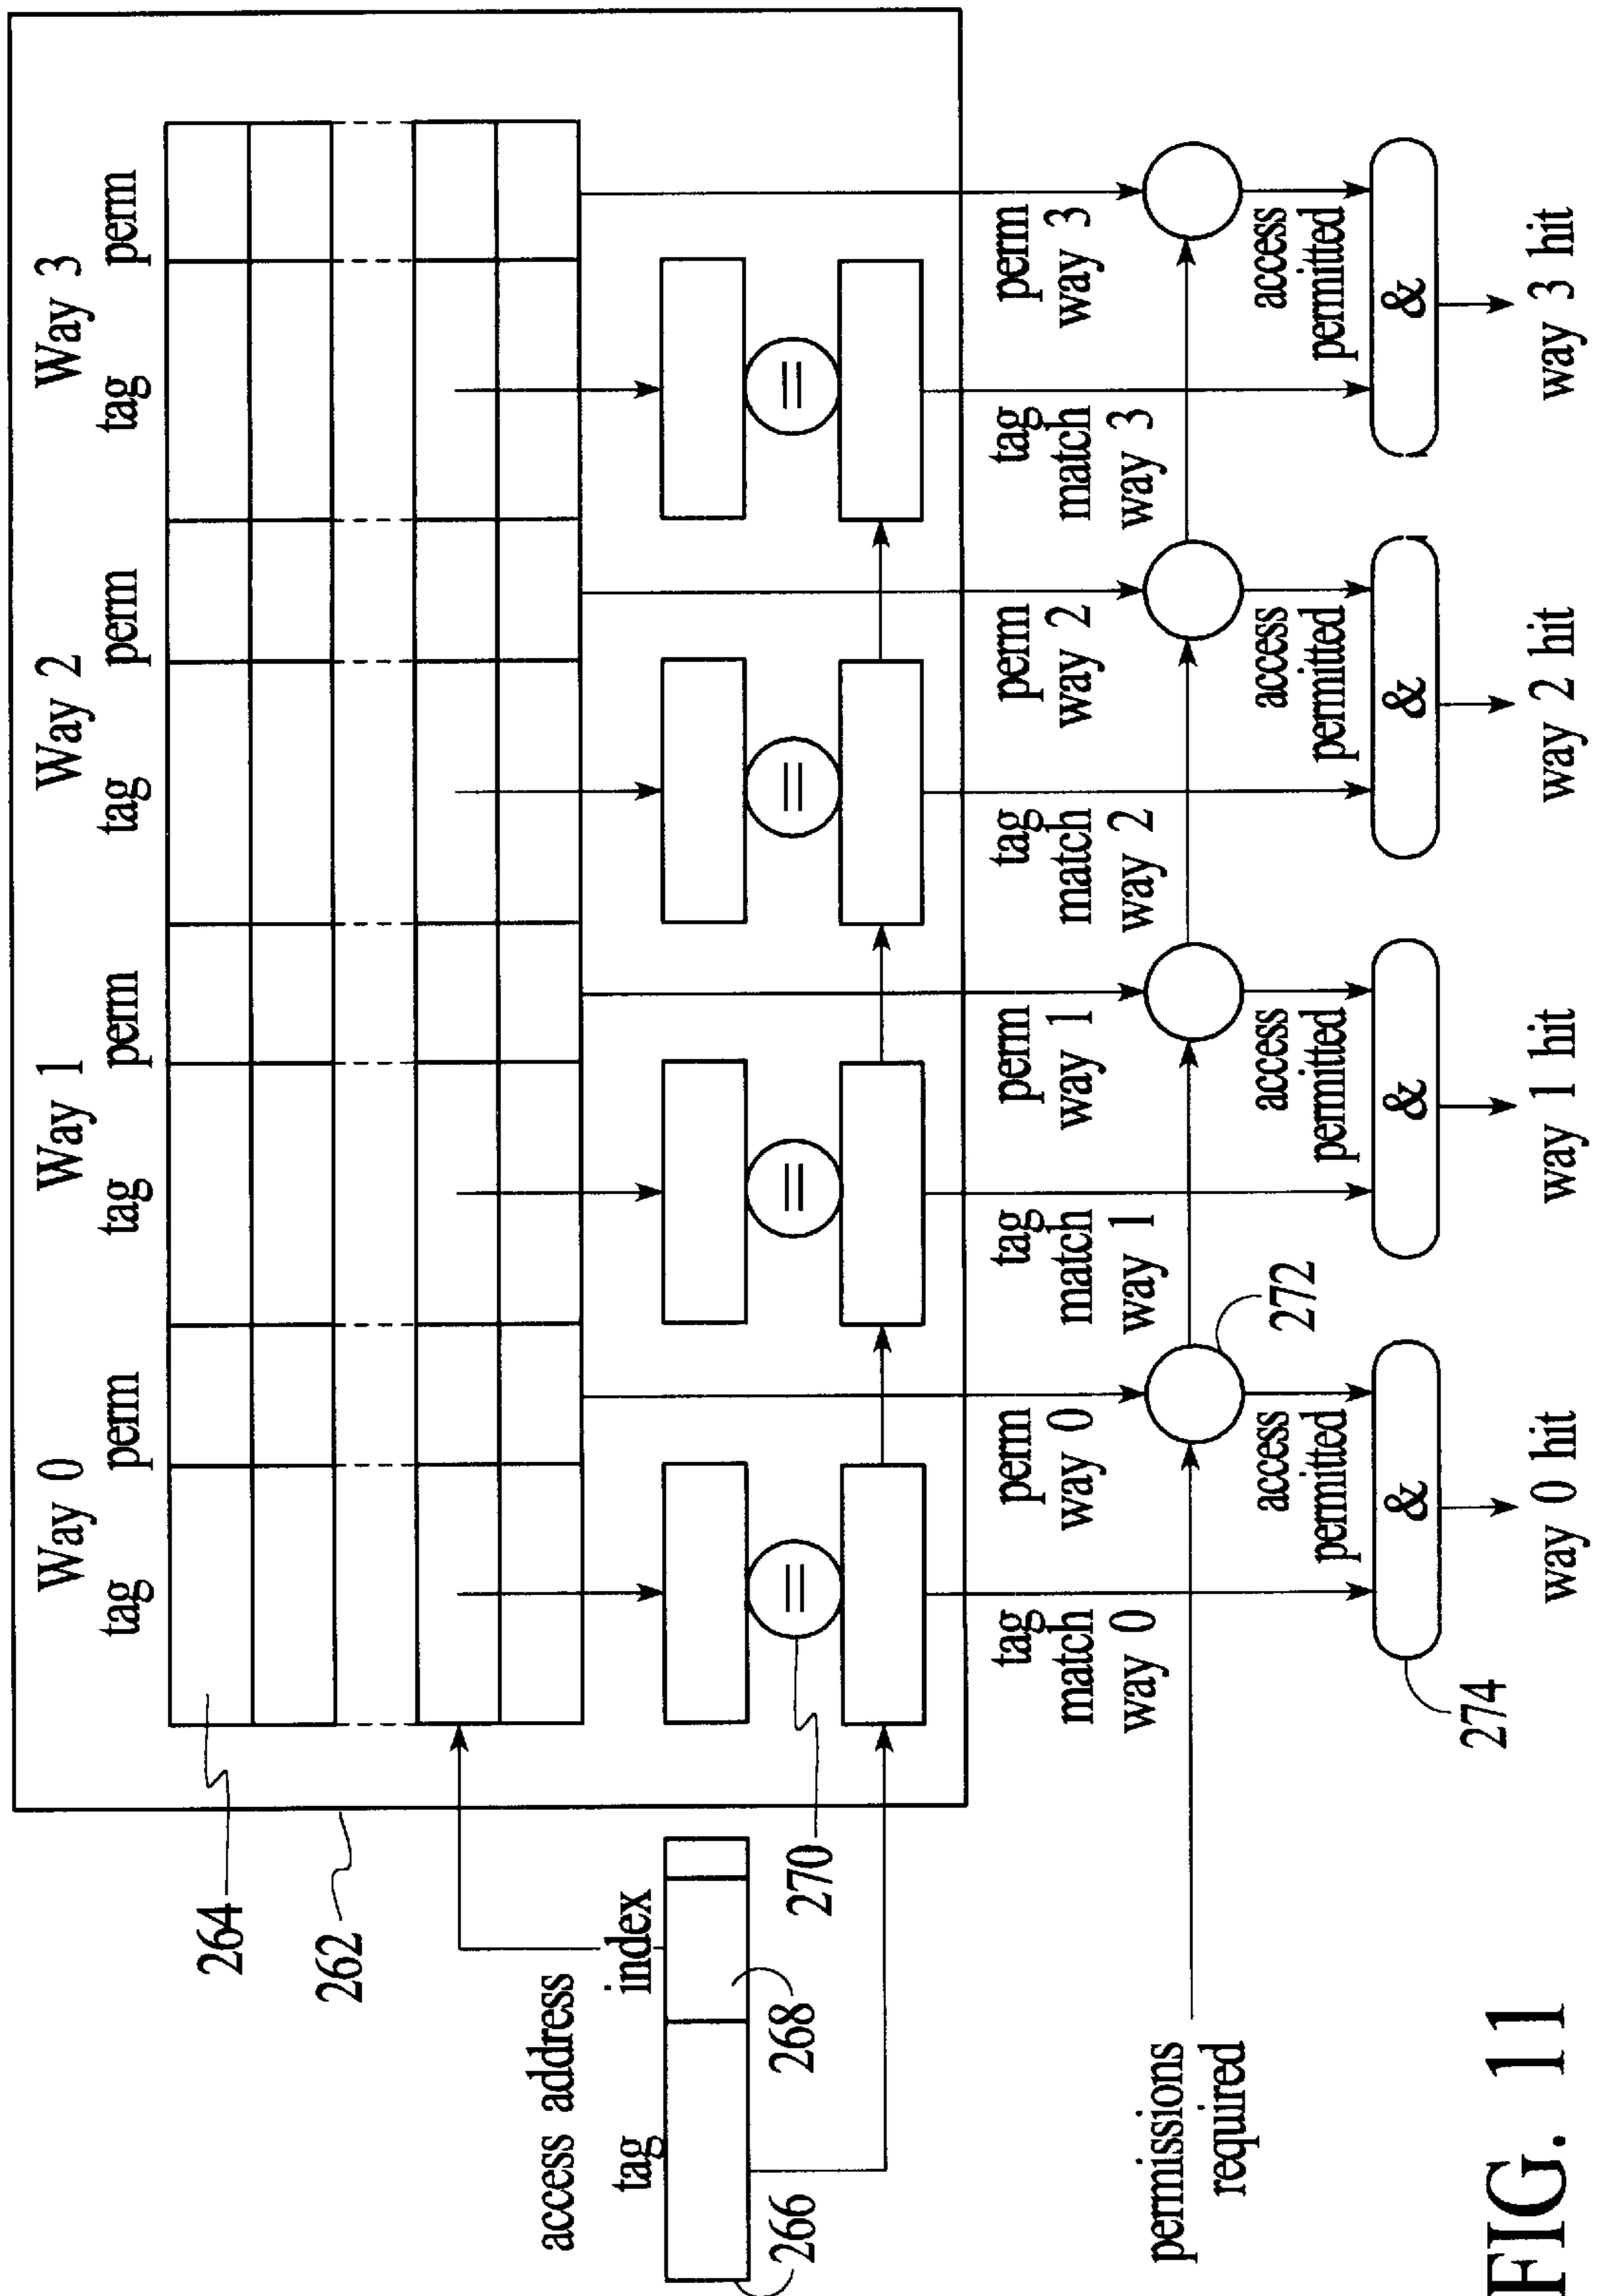 Way 0
Way 1
Way 2
Way 3
tag
perm
tag
perm
tag
perm
tag
perm
264
262
access address
tag
index
266
268
270
=
=
=
=
tag
match
way 0
perm
way 0
tag
match
way 1
perm
way 1
tag
match
way 2
perm
way 2
tag
match
way 3
perm
way 3
permissions
required
272
access
permitted
access
permitted
access
permitted
access
permitted
274
&
&
&
&
way 0 hit
way 1 hit
way 2 hit
way 3 hit
FIG. 11